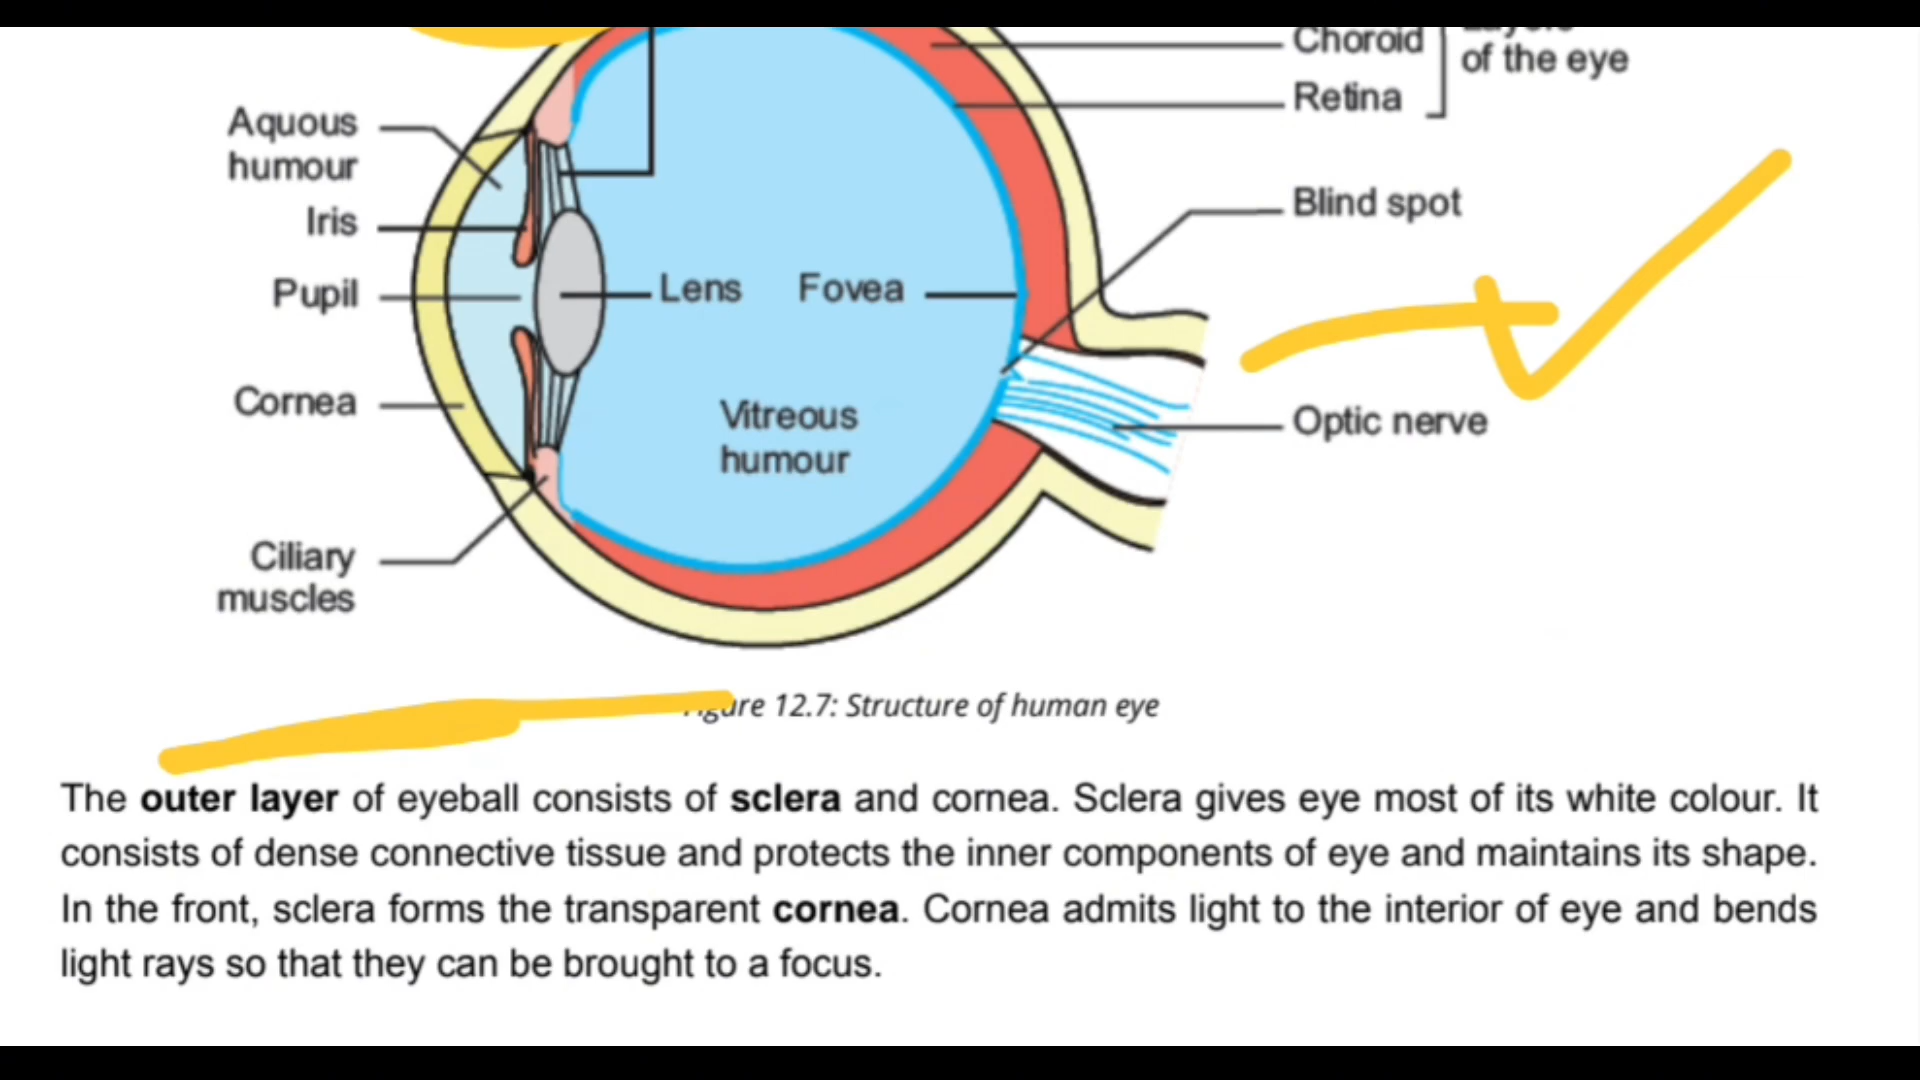 Choroid
of the eye
Retina
Aquous
humour
Iris
Blind spot
Pupil
Lens
Fovea
Cornea
Vitreous
humour
Optic nerve
Ciliary
muscles
12.7: Structure of human eye
The outer layer of eyeball consists of sclera and cornea. Sclera gives eye most of its white colour. It
consists of dense connective tissue and protects the inner components of eye and maintains its shape.
In the front, sclera forms the transparent cornea. Cornea admits light to the interior of eye and bends
light rays so that they can be brought to a focus.